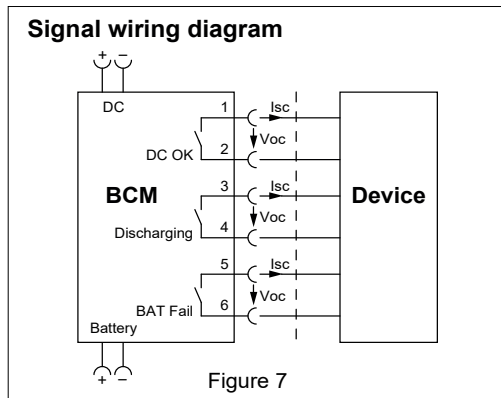 Signal wiring diagram
+ −
DC
1 Isc
Voc
DC OK 2
3 Isc
BCM Voc Device
Discharging 4
5 Isc
Voc
BAT Fail 6
Battery
+ −
Figure 7